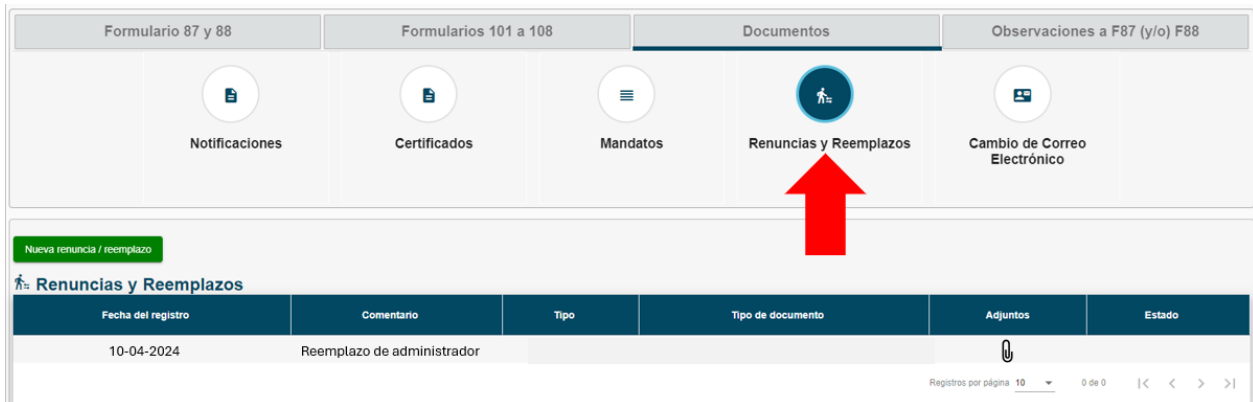 Formulario 87 y 88
Formularios 101 a 108
Documentos
Observaciones a F87 (y/o) F88
Notificaciones
Certificados
Mandatos
Renuncias y Reemplazos
Cambio de Correo
Electrónico
Nueva renuncia / reemplazo
Renuncias y Reemplazos
Fecha del registro Comentario Tipo Tipo de documento Adjuntos Estado
10-04-2024 Reemplazo de administrador
Registros por página 10 0 de 0